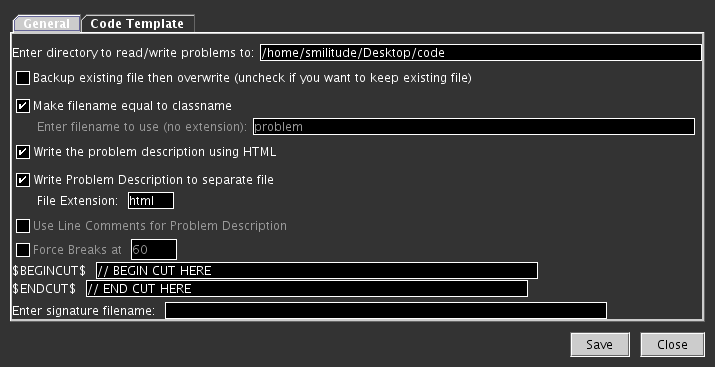 General Code Template
Enter directory to read/write problems to: /home/smilitude/Desktop/code
Backup existing file then overwrite (uncheck if you want to keep existing file)
Make filename equal to classname
Enter filename to use (no extension): problem
Write the problem description using HTML
Write Problem Description to separate file
File Extension: html
Use Line Comments for Problem Description
Force Breaks at 60
$BEGINCUT$ // BEGIN CUT HERE
$ENDCUT$ // END CUT HERE
Enter signature filename:
Save Close